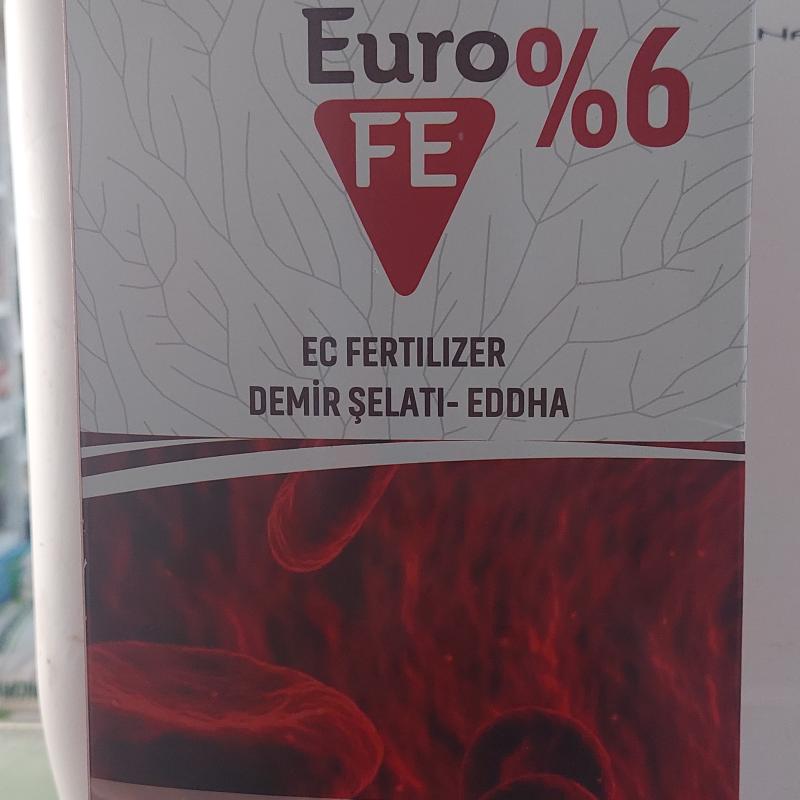 Euro %6
FE
EC FERTILIZER
DEMİR ŞELATI- EDDHA